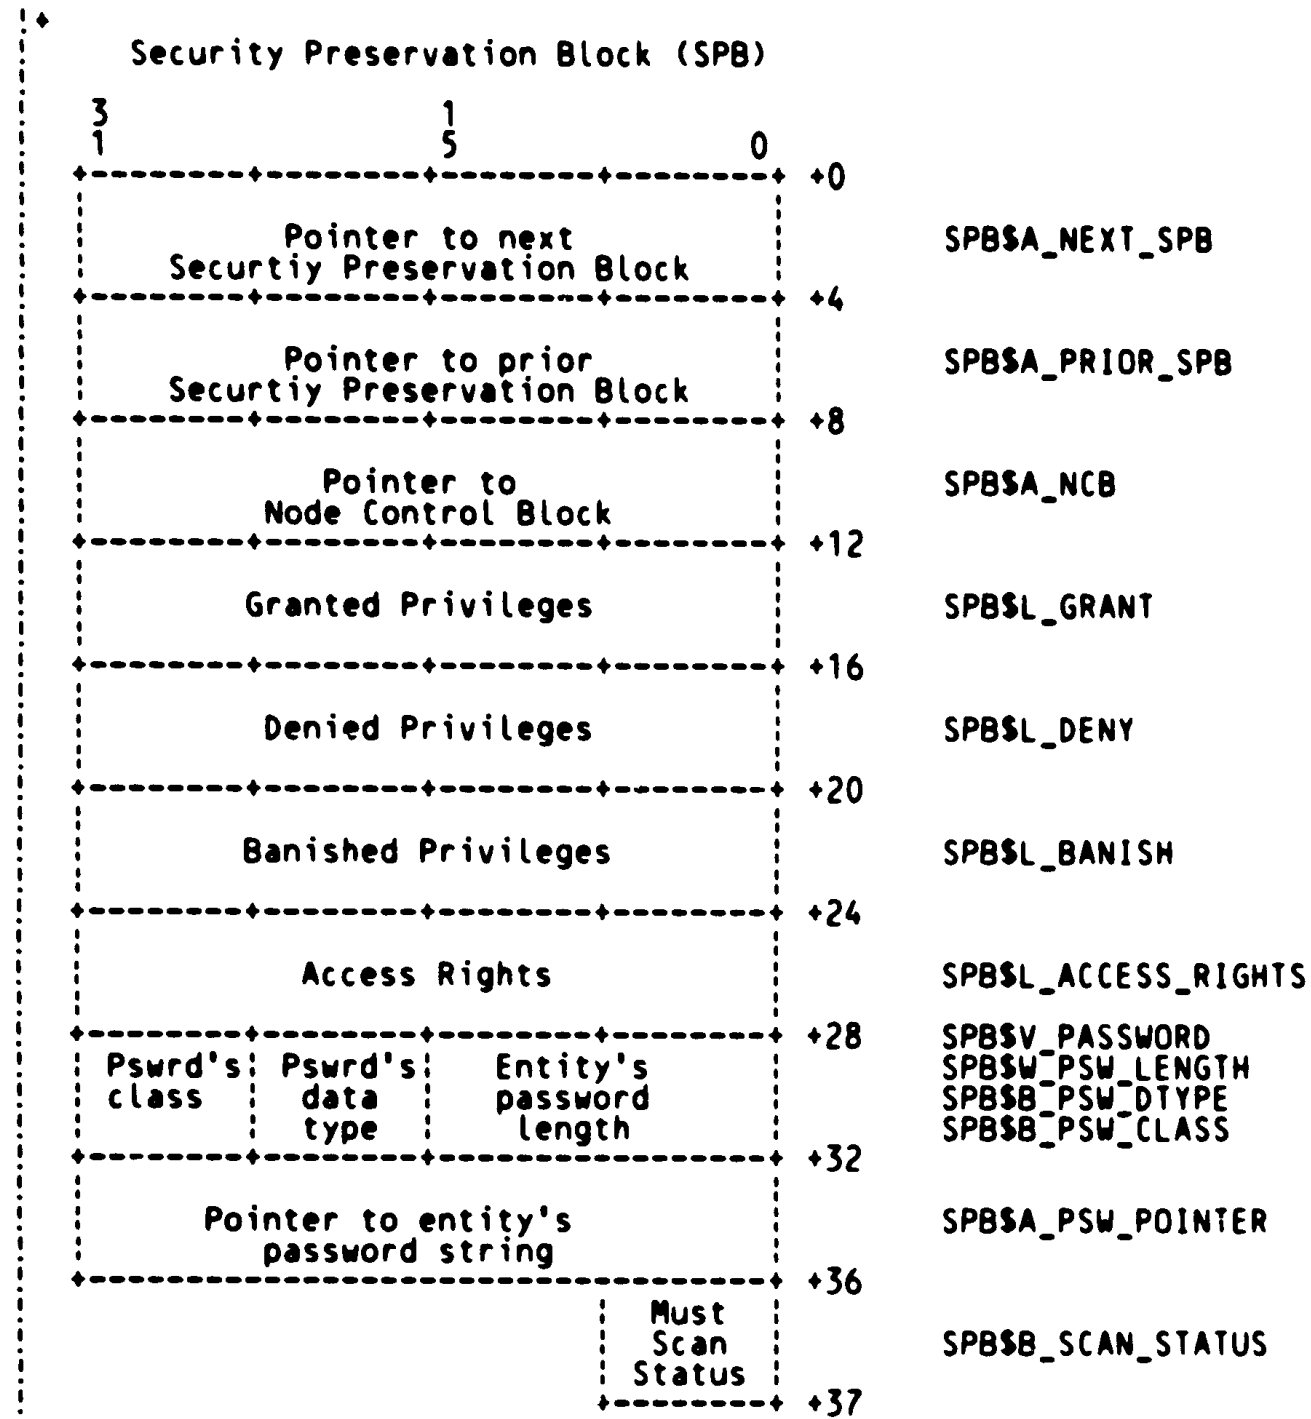 Security Preservation Block (SPB)
3 1
1 5 0
+0
Pointer to next SPB$A_NEXT_SPB
Securtiy Preservation Block
+4
Pointer to prior SPB$A_PRIOR_SPB
Securtiy Preservation Block
+8
Pointer to SPB$A_NCB
Node Control Block
+12
Granted Privileges SPB$L_GRANT
+16
Denied Privileges SPB$L_DENY
+20
Banished Privileges SPB$L_BANISH
+24
Access Rights SPB$L_ACCESS_RIGHTS
+28 SPB$V_PASSWORD
Pswrd's Pswrd's Entity's SPB$W_PSW_LENGTH
class data password SPB$B_PSW_DTYPE
type length SPB$B_PSW_CLASS
+32
Pointer to entity's SPB$A_PSW_POINTER
password string
+36
Must
Scan SPB$B_SCAN_STATUS
Status
+37